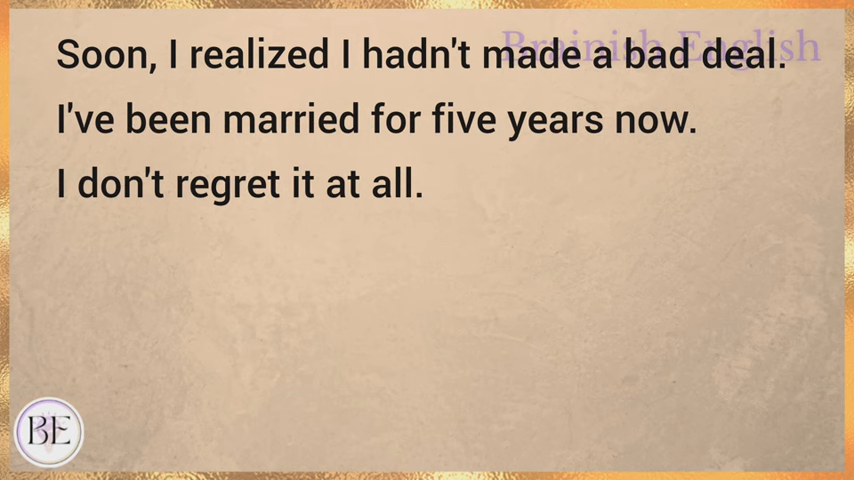 Brainish English
Soon, I realized I hadn't made a bad deal.
I've been married for five years now.
I don't regret it at all.
BE